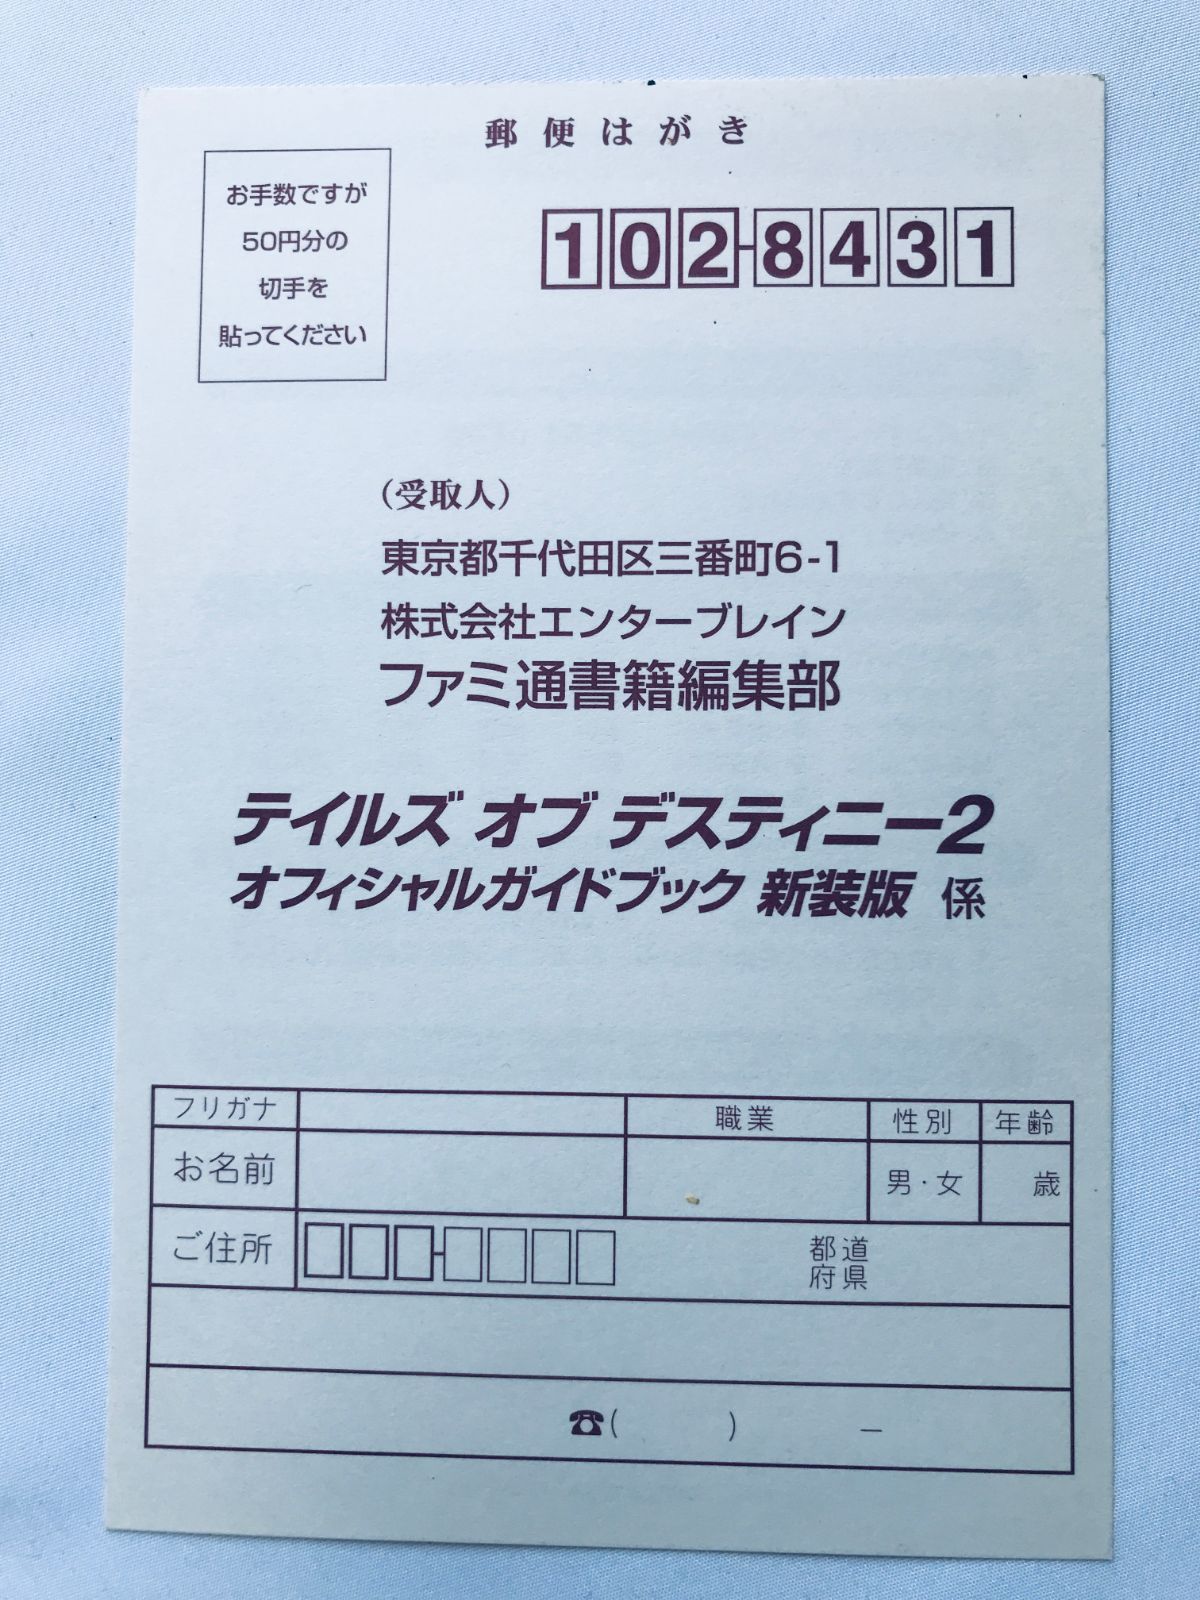 郵便はがき
お手数ですが
50円分の
切手を
貼ってください
102-8431
(受取人)
東京都千代田区三番町6-1
株式会社エンターブレイン
ファミ通書籍編集部
テイルズ オブ デスティニー2
オフィシャルガイドブック 新装版 係
フリガナ 職業 性別 年齢
お名前 男・女 歳
ご住所 - 都道
府県
☎( ) －